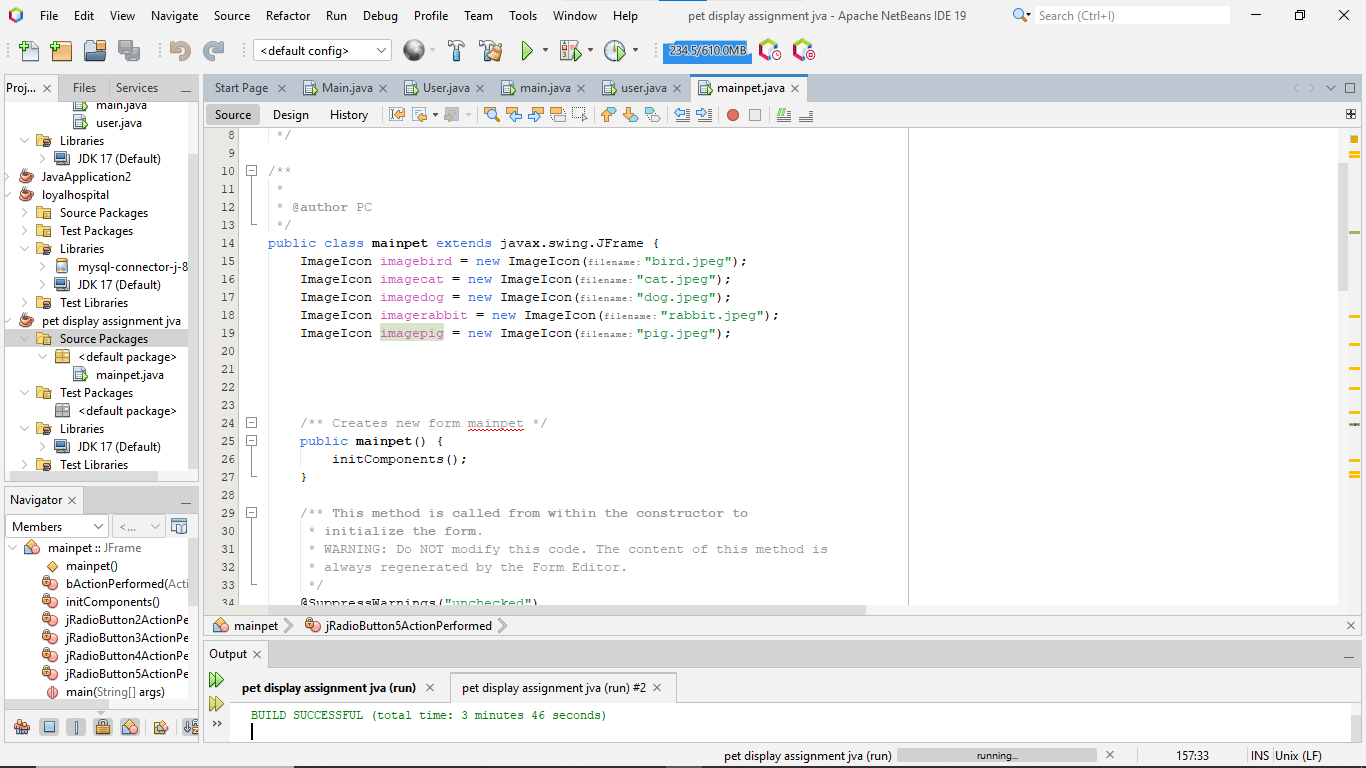 File Edit View Navigate Source Refactor Run Debug Profile Team Tools Window Help pet display assignment jva - Apache NetBeans IDE 19 Search (Ctrl+I)
<default config> 234.5/610.0MB
Proj... Files Services
main.java
user.java
Libraries
JDK 17 (Default)
JavaApplication2
loyalhospital
Source Packages
Test Packages
Libraries
mysql-connector-j-8
JDK 17 (Default)
Test Libraries
pet display assignment jva
Source Packages
<default package>
mainpet.java
Test Packages
<default package>
Libraries
JDK 17 (Default)
Test Libraries
Navigator
Members <...
mainpet :: JFrame
mainpet()
bActionPerformed(Acti
initComponents()
jRadioButton2ActionPe
jRadioButton3ActionPe
jRadioButton4ActionPe
jRadioButton5ActionPe
main(String[] args)
Start Page Main.java User.java main.java user.java mainpet.java
Source Design History
8 */
9
10 /**
11 *
12 * @author PC
13 */
14 public class mainpet extends javax.swing.JFrame {
15 ImageIcon imagebird = new ImageIcon(filename: "bird.jpeg");
16 ImageIcon imagecat = new ImageIcon(filename: "cat.jpeg");
17 ImageIcon imagedog = new ImageIcon(filename: "dog.jpeg");
18 ImageIcon imagerabbit = new ImageIcon(filename: "rabbit.jpeg");
19 ImageIcon imagepig = new ImageIcon(filename: "pig.jpeg");
20
21
22
23
24 /** Creates new form mainpet */
25 public mainpet() {
26 initComponents();
27 }
28
29 /** This method is called from within the constructor to
30 * initialize the form.
31 * WARNING: Do NOT modify this code. The content of this method is
32 * always regenerated by the Form Editor.
33 */
34 @SuppressWarnings("unchecked")
mainpet jRadioButton5ActionPerformed
Output
pet display assignment jva (run) pet display assignment jva (run) #2
BUILD SUCCESSFUL (total time: 3 minutes 46 seconds)
pet display assignment jva (run) running... 157:33 INS Unix (LF)